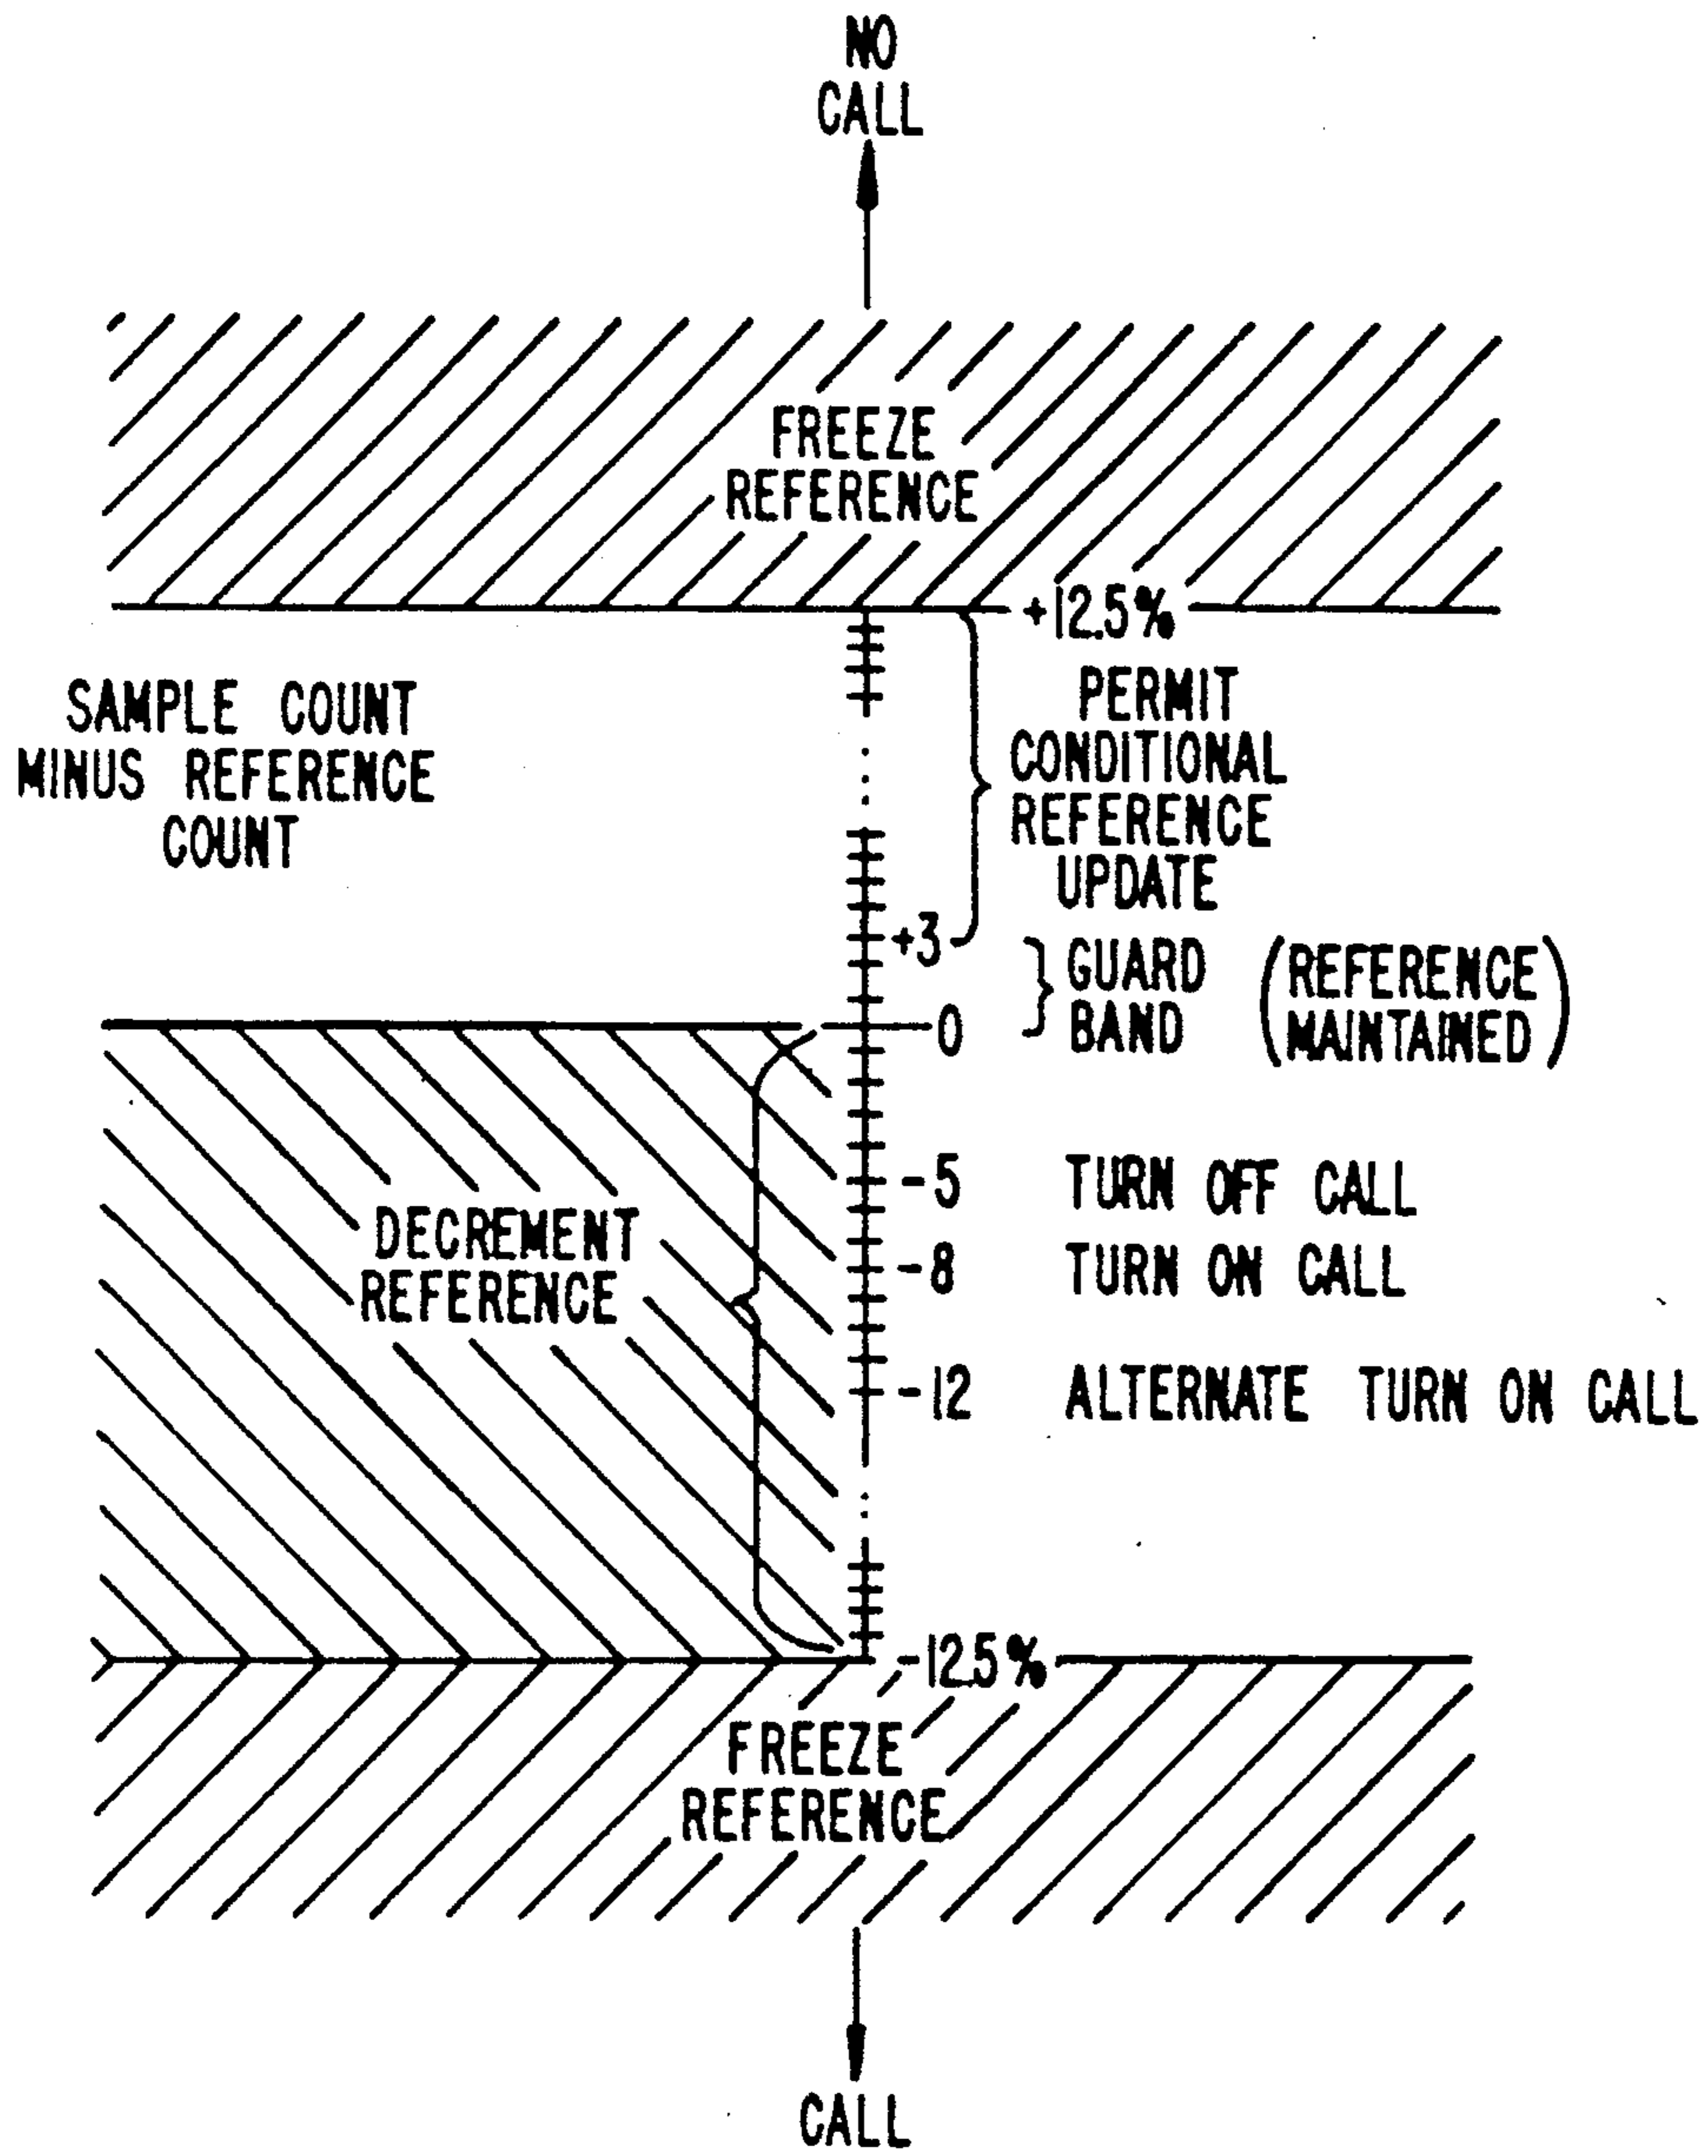 NO
CALL
FREEZE
REFERENCE
+12.5%
SAMPLE COUNT
MINUS REFERENCE
COUNT
PERMIT
CONDITIONAL
REFERENCE
UPDATE
+3
GUARD
BAND
(REFERENCE
MAINTAINED)
0
-5 TURN OFF CALL
DECREMENT
REFERENCE
-8 TURN ON CALL
-12 ALTERNATE TURN ON CALL
-12.5%
FREEZE
REFERENCE
CALL